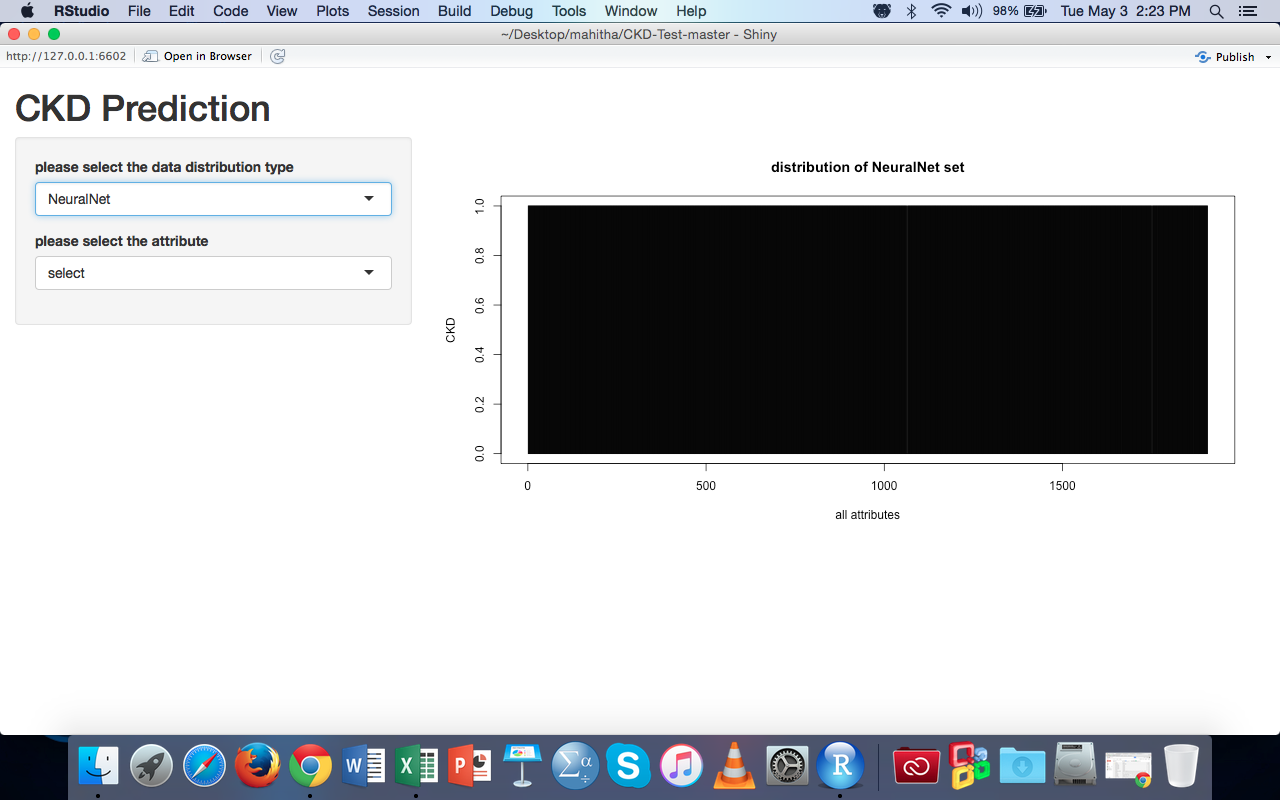 RStudio File Edit Code View Plots Session Build Debug Tools Window Help 98% Tue May 3 2:23 PM
~/Desktop/mahitha/CKD-Test-master - Shiny
http://127.0.0.1:6602 Open in Browser Publish
CKD Prediction
please select the data distribution type
NeuralNet
please select the attribute
select
distribution of NeuralNet set
CKD
1.0
0.8
0.6
0.4
0.2
0.0
0 500 1000 1500
all attributes
W X P Σα÷ S R